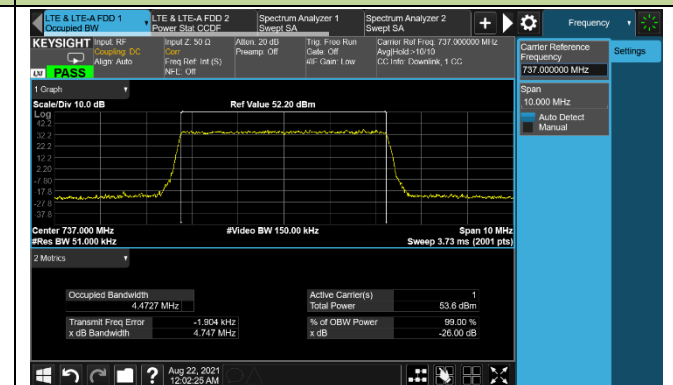 LTE & LTE-A FDD 1
Occupied BW
LTE & LTE-A FDD 2
Power Stat CCDF
Spectrum Analyzer 1
Swept SA
Spectrum Analyzer 2
Swept SA
Frequency
KEYSIGHT
Input: RF
Coupling: DC
Align: Auto
Input Z: 50 Ω
Corr
Freq Ref: Int (S)
NFE: Off
Atten: 20 dB
Preamp: Off
Trig: Free Run
Gate: Off
#IF Gain: Low
Carrier Ref Freq: 737.000000 MHz
Avg|Hold:>10/10
CC Info: Downlink, 1 CC
LXI
PASS
Carrier Reference
Frequency
737.000000 MHz
Span
10.000 MHz
Auto Detect
Manual
Settings
1 Graph
Scale/Div 10.0 dB
Ref Value 52.20 dBm
Log
42.2
32.2
22.2
12.2
2.20
-7.80
-17.8
-27.8
-37.8
Center 737.000 MHz
#Video BW 150.00 kHz
Span 10 MHz
#Res BW 51.000 kHz
Sweep 3.73 ms (2001 pts)
2 Metrics
Occupied Bandwidth
4.4727 MHz
Active Carrier(s) 1
Total Power 53.6 dBm
Transmit Freq Error -1.904 kHz
x dB Bandwidth 4.747 MHz
% of OBW Power 99.00 %
x dB -26.00 dB
?
Aug 22, 2021
12:02:25 AM